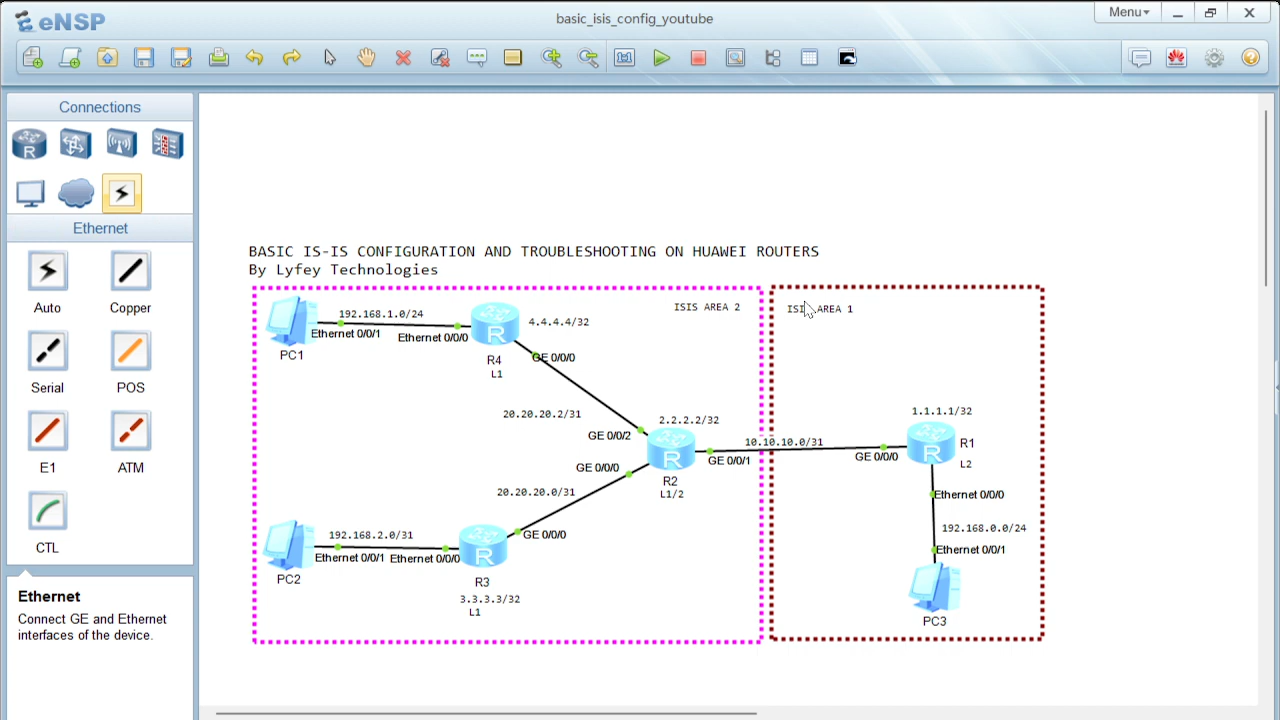 eNSP
basic_isis_config_youtube
Menu
Connections
R
Ethernet
Auto
Copper
Serial
POS
E1
ATM
CTL
Ethernet
Connect GE and Ethernet
interfaces of the device.
BASIC IS-IS CONFIGURATION AND TROUBLESHOOTING ON HUAWEI ROUTERS
By Lyfey Technologies
ISIS AREA 2
ISIS AREA 1
192.168.1.0/24
Ethernet 0/0/1
Ethernet 0/0/0
PC1
R
4.4.4.4/32
R4
L1
GE 0/0/0
20.20.20.2/31
GE 0/0/2
2.2.2.2/32
R
R2
L1/2
GE 0/0/1
10.10.10.0/31
GE 0/0/0
1.1.1.1/32
R
R1
L2
GE 0/0/0
20.20.20.0/31
GE 0/0/0
192.168.2.0/31
Ethernet 0/0/1
Ethernet 0/0/0
PC2
R
R3
3.3.3.3/32
L1
Ethernet 0/0/0
192.168.0.0/24
Ethernet 0/0/1
PC3